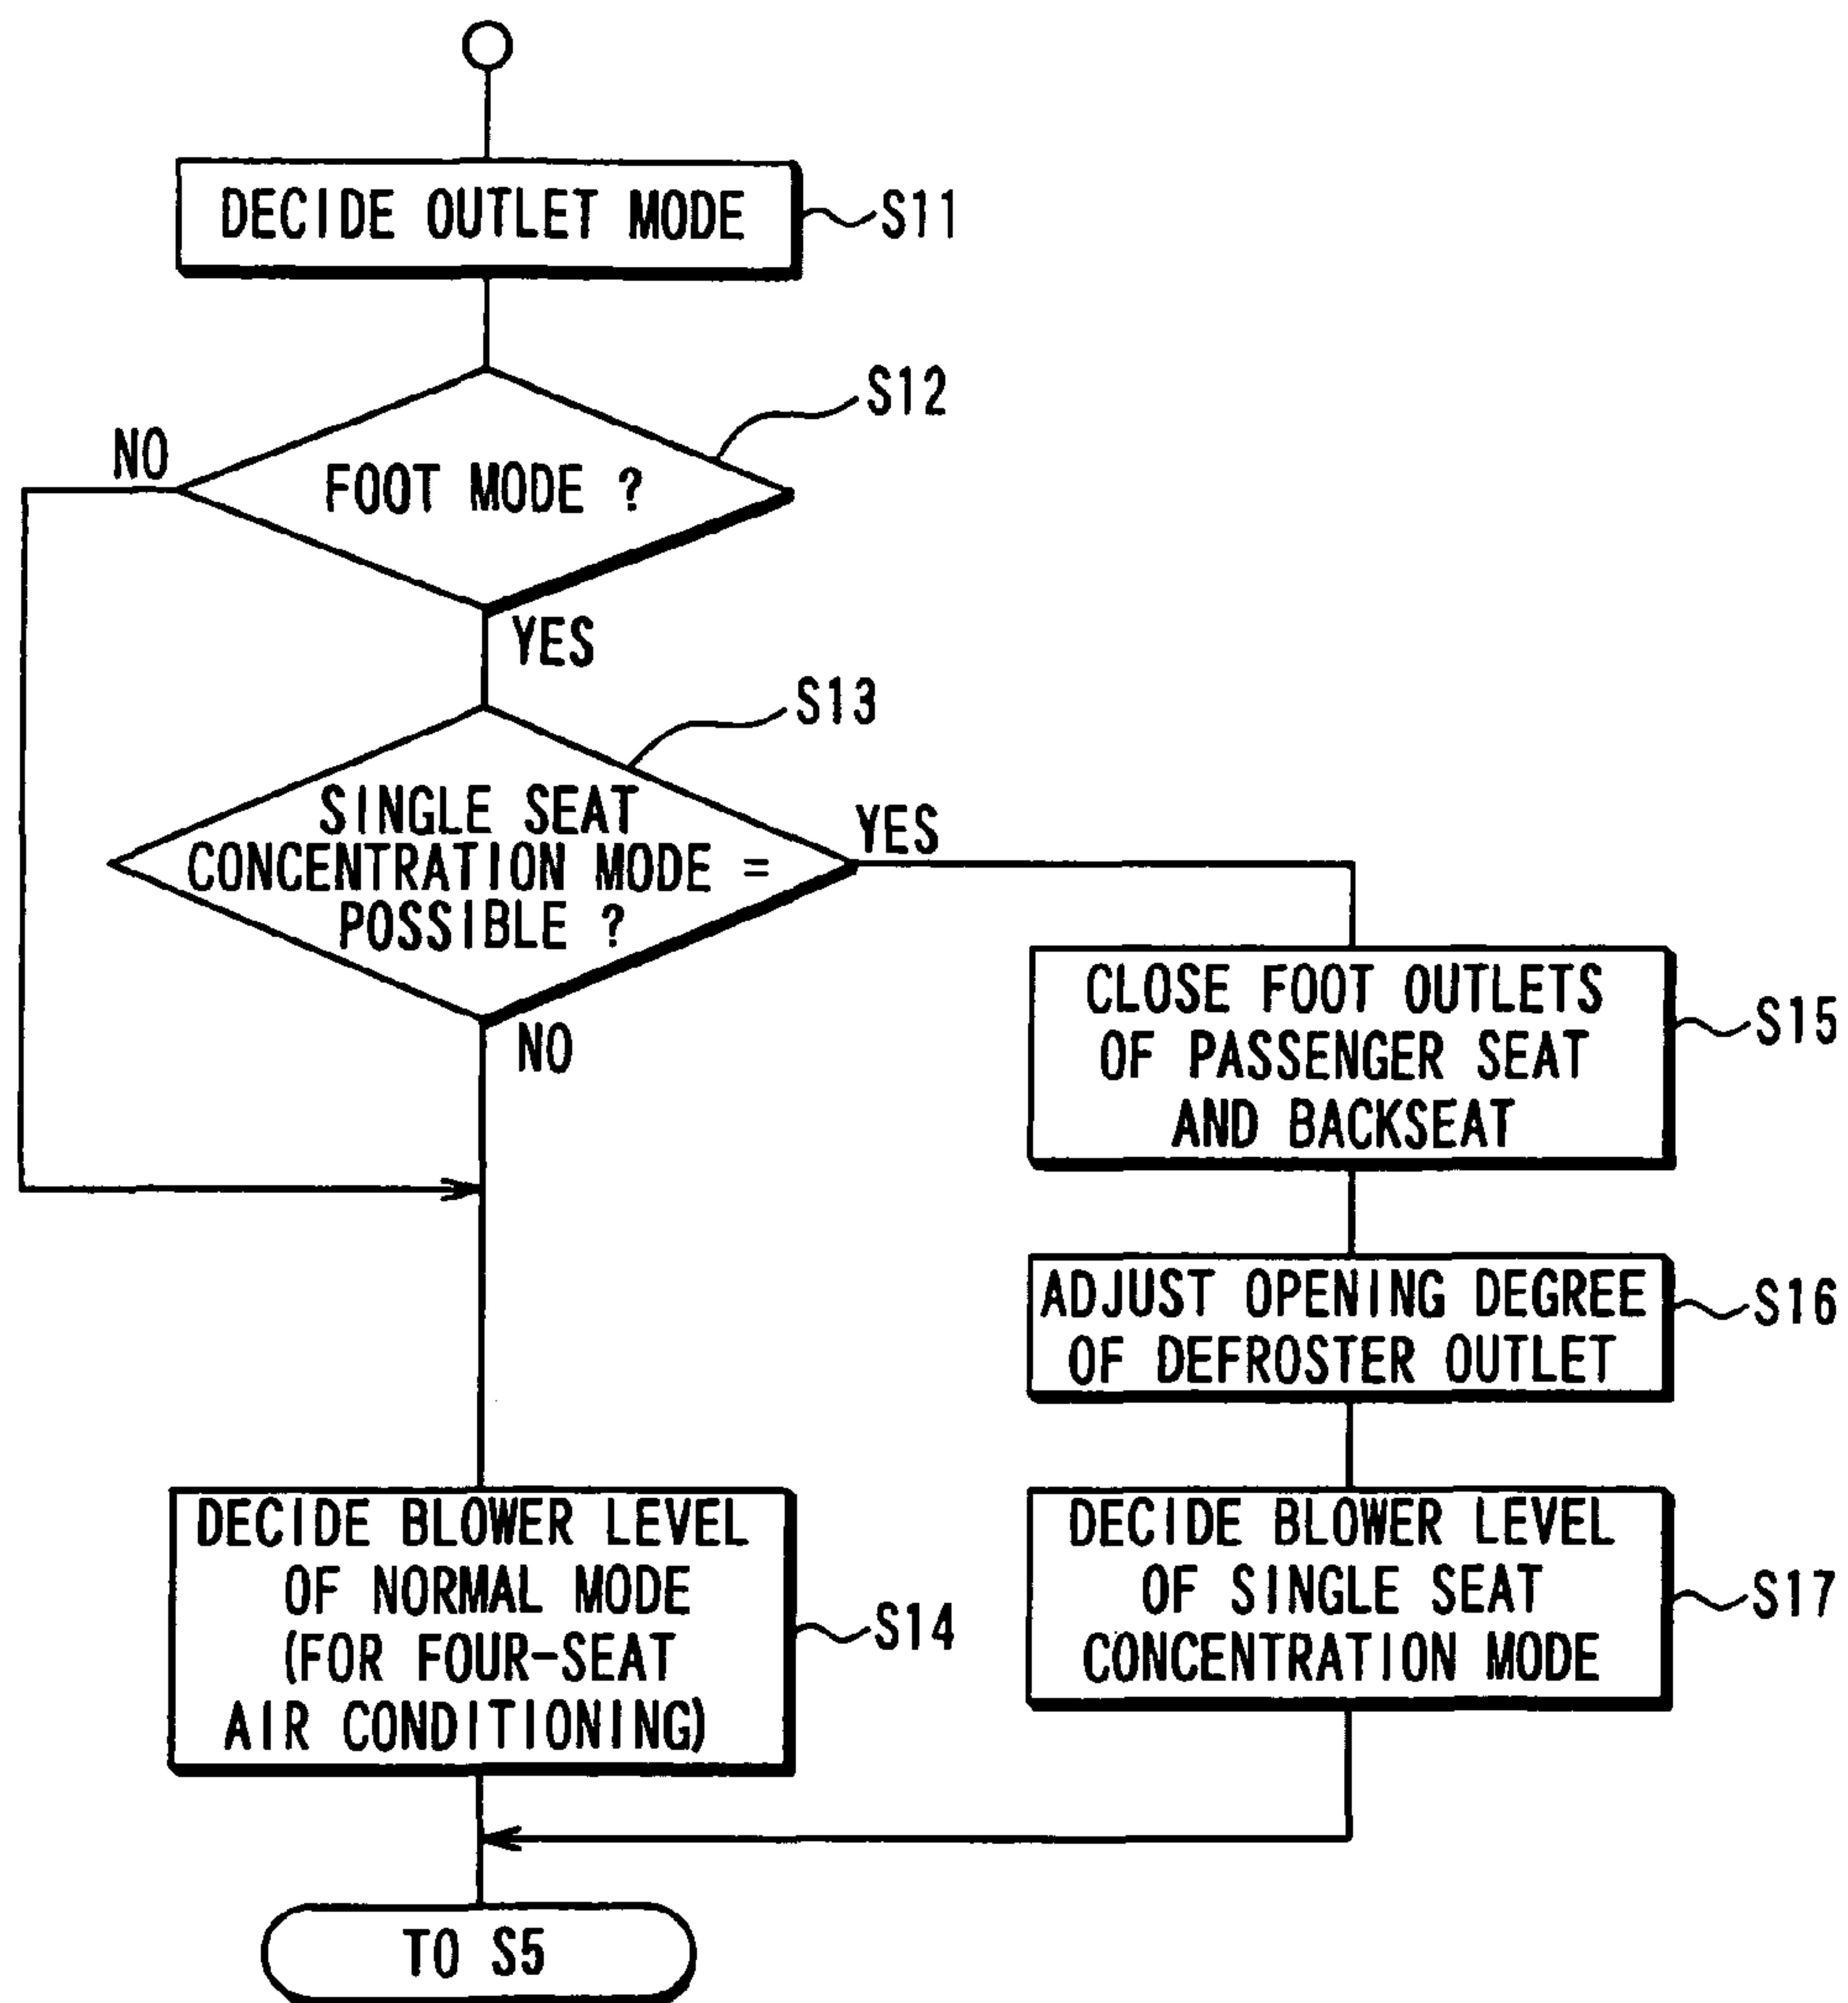 DECIDE OUTLET MODE
S11
S12
NO
FOOT MODE ?
YES
S13
SINGLE SEAT
CONCENTRATION MODE =
POSSIBLE ?
YES
NO
CLOSE FOOT OUTLETS
OF PASSENGER SEAT
AND BACKSEAT
S15
ADJUST OPENING DEGREE
OF DEFROSTER OUTLET
S16
DECIDE BLOWER LEVEL
OF NORMAL MODE
(FOR FOUR-SEAT
AIR CONDITIONING)
S14
DECIDE BLOWER LEVEL
OF SINGLE SEAT
CONCENTRATION MODE
S17
TO S5